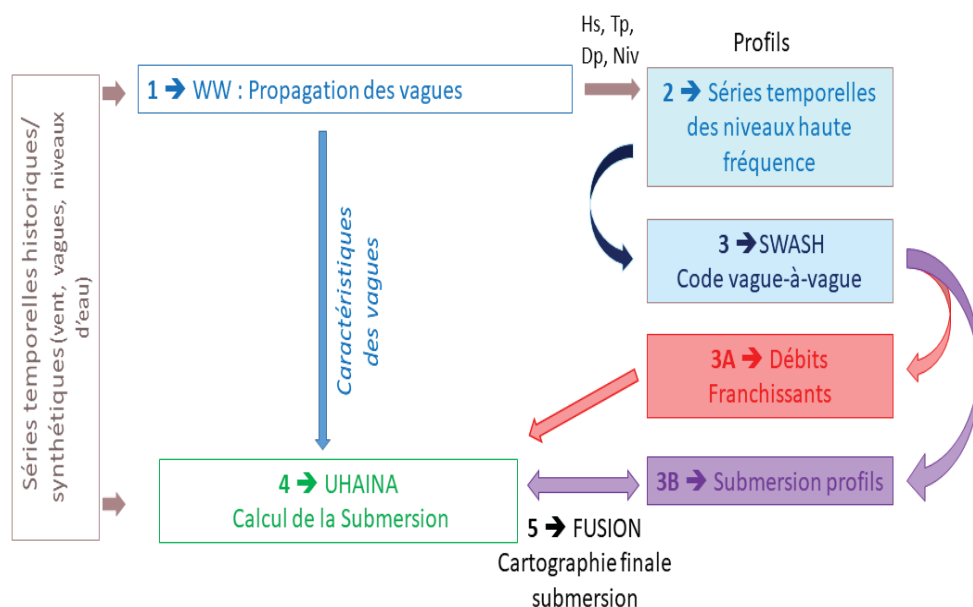 Séries temporelles historiques/
synthétiques (vent, vagues, niveaux
d'eau)
1 ➔ WW : Propagation des vagues
Hs, Tp,
Dp, Niv
Profils
2 ➔ Séries temporelles
des niveaux haute
fréquence
Caractéristiques
des vagues
3 ➔SWASH
Code vague-à-vague
3A ➔ Débits
Franchissants
4 ➔ UHAINA
Calcul de la Submersion
3B ➔ Submersion profils
5 ➔ FUSION
Cartographie finale
submersion